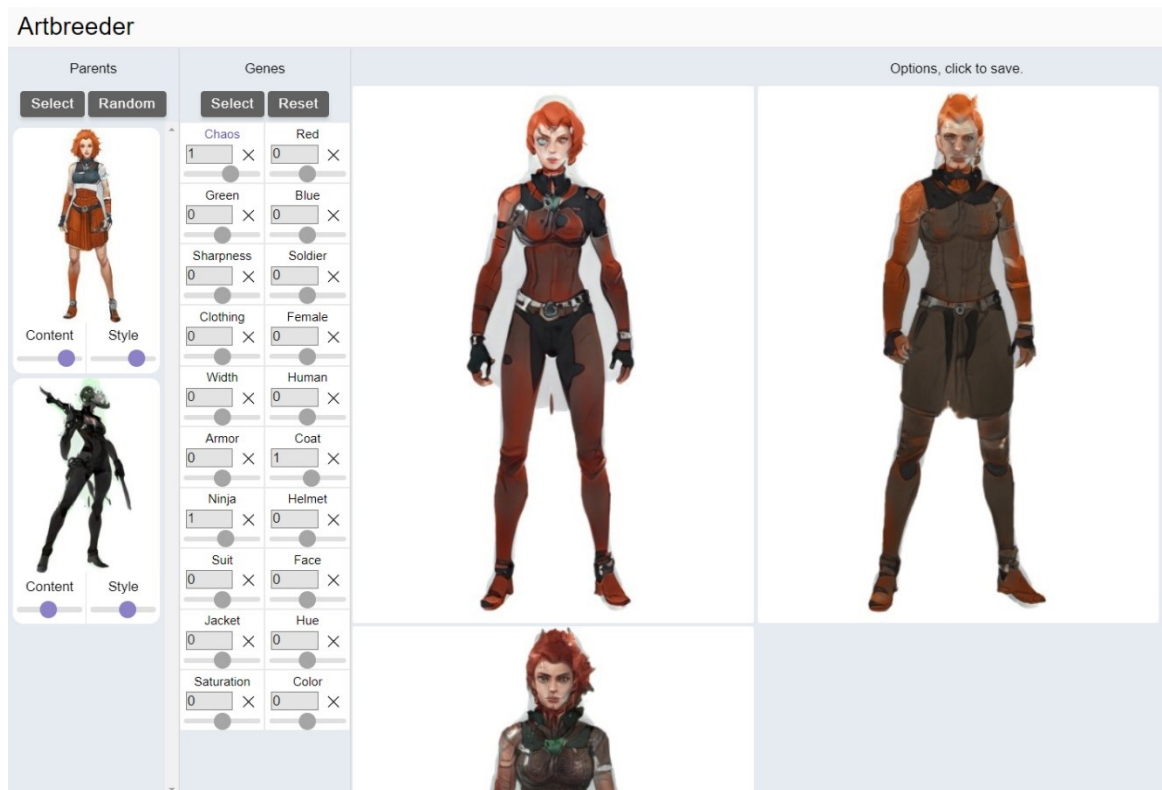 Artbreeder
Parents
Select Random
Content Style
Content Style
Genes
Select Reset
Chaos Red
1 0
Green Blue
0 0
Sharpness Soldier
0 0
Clothing Female
0 0
Width Human
0 0
Armor Coat
0 1
Ninja Helmet
1 0
Suit Face
0 0
Jacket Hue
0 0
Saturation Color
0 0
Options, click to save.